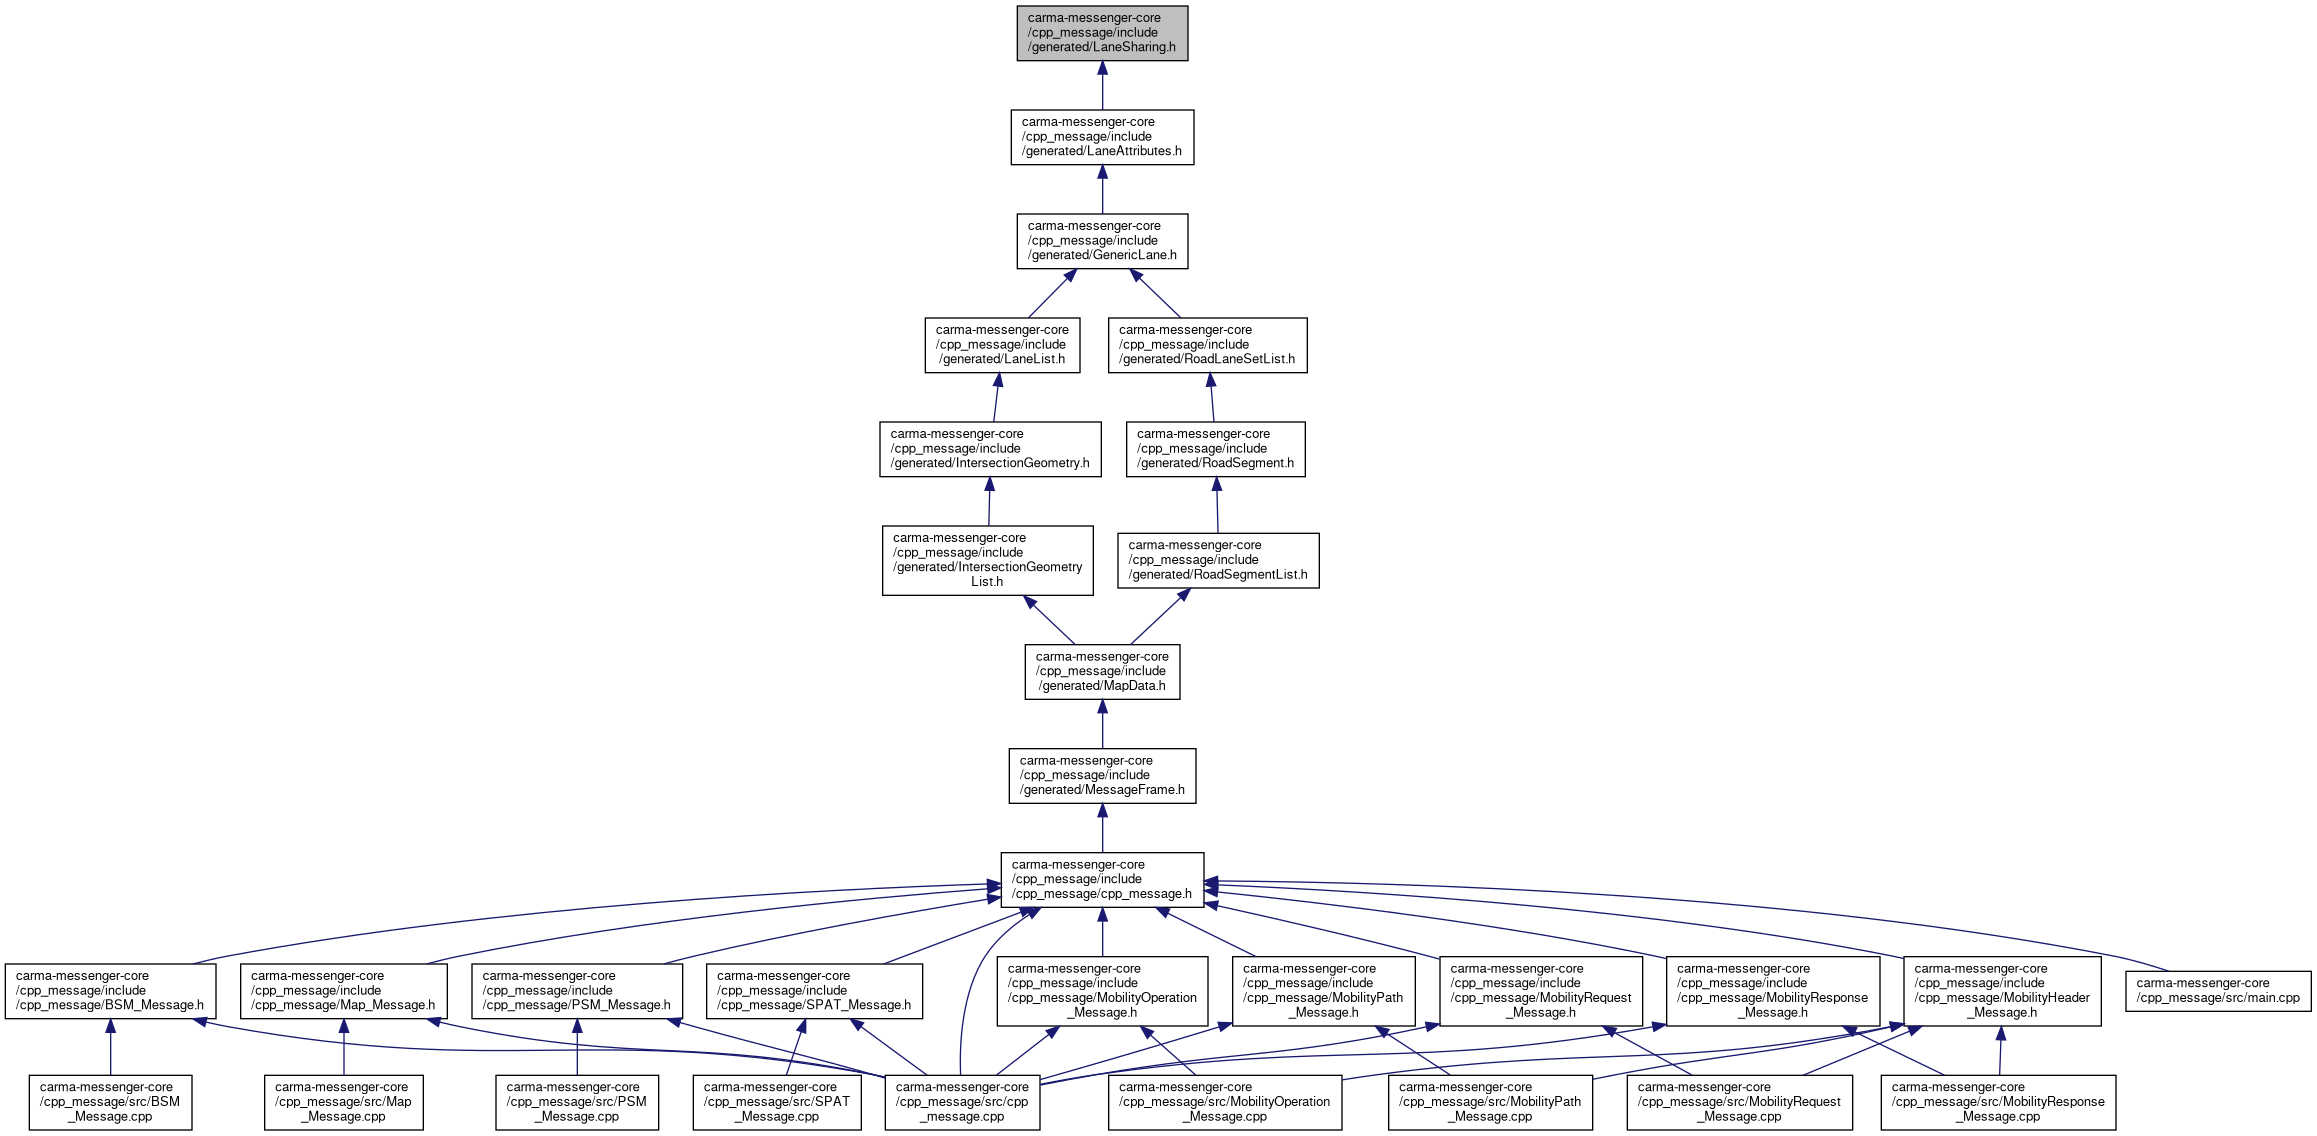 carma-messenger-core
/cpp_message/include
/generated/LaneSharing.h
carma-messenger-core
/cpp_message/include
/generated/LaneAttributes.h
carma-messenger-core
/cpp_message/include
/generated/GenericLane.h
carma-messenger-core
/cpp_message/include
/generated/LaneList.h
carma-messenger-core
/cpp_message/include
/generated/RoadLaneSetList.h
carma-messenger-core
/cpp_message/include
/generated/IntersectionGeometry.h
carma-messenger-core
/cpp_message/include
/generated/RoadSegment.h
carma-messenger-core
/cpp_message/include
/generated/IntersectionGeometry
List.h
carma-messenger-core
/cpp_message/include
/generated/RoadSegmentList.h
carma-messenger-core
/cpp_message/include
/generated/MapData.h
carma-messenger-core
/cpp_message/include
/generated/MessageFrame.h
carma-messenger-core
/cpp_message/include
/cpp_message/cpp_message.h
carma-messenger-core
/cpp_message/include
/cpp_message/BSM_Message.h
carma-messenger-core
/cpp_message/include
/cpp_message/Map_Message.h
carma-messenger-core
/cpp_message/include
/cpp_message/PSM_Message.h
carma-messenger-core
/cpp_message/include
/cpp_message/SPAT_Message.h
carma-messenger-core
/cpp_message/include
/cpp_message/MobilityOperation
_Message.h
carma-messenger-core
/cpp_message/include
/cpp_message/MobilityPath
_Message.h
carma-messenger-core
/cpp_message/include
/cpp_message/MobilityRequest
_Message.h
carma-messenger-core
/cpp_message/include
/cpp_message/MobilityResponse
_Message.h
carma-messenger-core
/cpp_message/include
/cpp_message/MobilityHeader
_Message.h
carma-messenger-core
/cpp_message/src/main.cpp
carma-messenger-core
/cpp_message/src/BSM
_Message.cpp
carma-messenger-core
/cpp_message/src/Map
_Message.cpp
carma-messenger-core
/cpp_message/src/PSM
_Message.cpp
carma-messenger-core
/cpp_message/src/SPAT
_Message.cpp
carma-messenger-core
/cpp_message/src/cpp
_message.cpp
carma-messenger-core
/cpp_message/src/MobilityOperation
_Message.cpp
carma-messenger-core
/cpp_message/src/MobilityPath
_Message.cpp
carma-messenger-core
/cpp_message/src/MobilityRequest
_Message.cpp
carma-messenger-core
/cpp_message/src/MobilityResponse
_Message.cpp